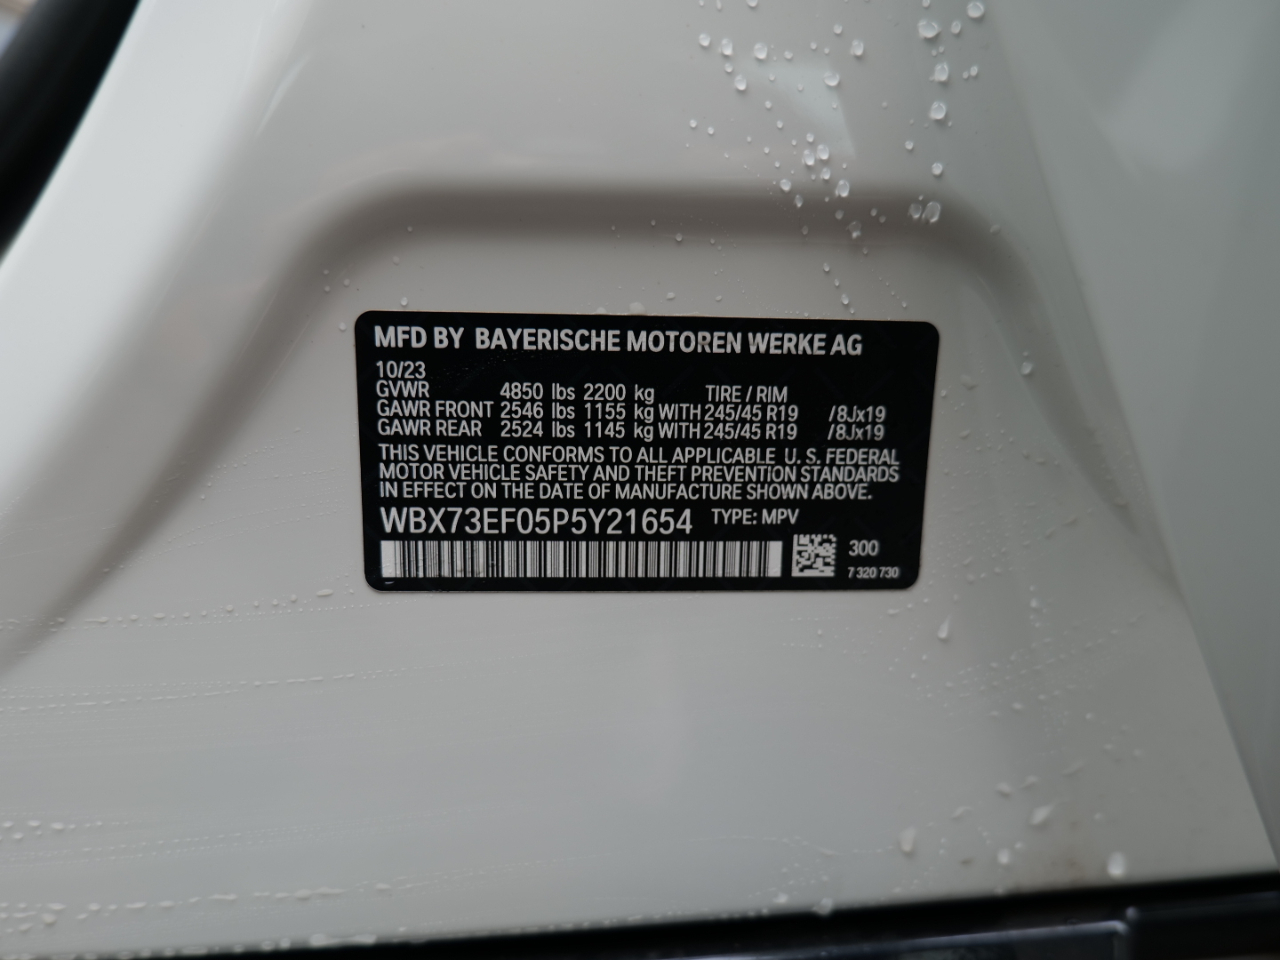 MFD BY BAYERISCHE MOTOREN WERKE AG
10/23
GVWR 4850 lbs 2200 kg TIRE / RIM
GAWR FRONT 2546 lbs 1155 kg WITH 245/45 R19 /8Jx19
GAWR REAR 2524 lbs 1145 kg WITH 245/45 R19 /8Jx19
THIS VEHICLE CONFORMS TO ALL APPLICABLE U. S. FEDERAL
MOTOR VEHICLE SAFETY AND THEFT PREVENTION STANDARDS
IN EFFECT ON THE DATE OF MANUFACTURE SHOWN ABOVE.
WBX73EF05P5Y21654 TYPE: MPV
300
7 320 730